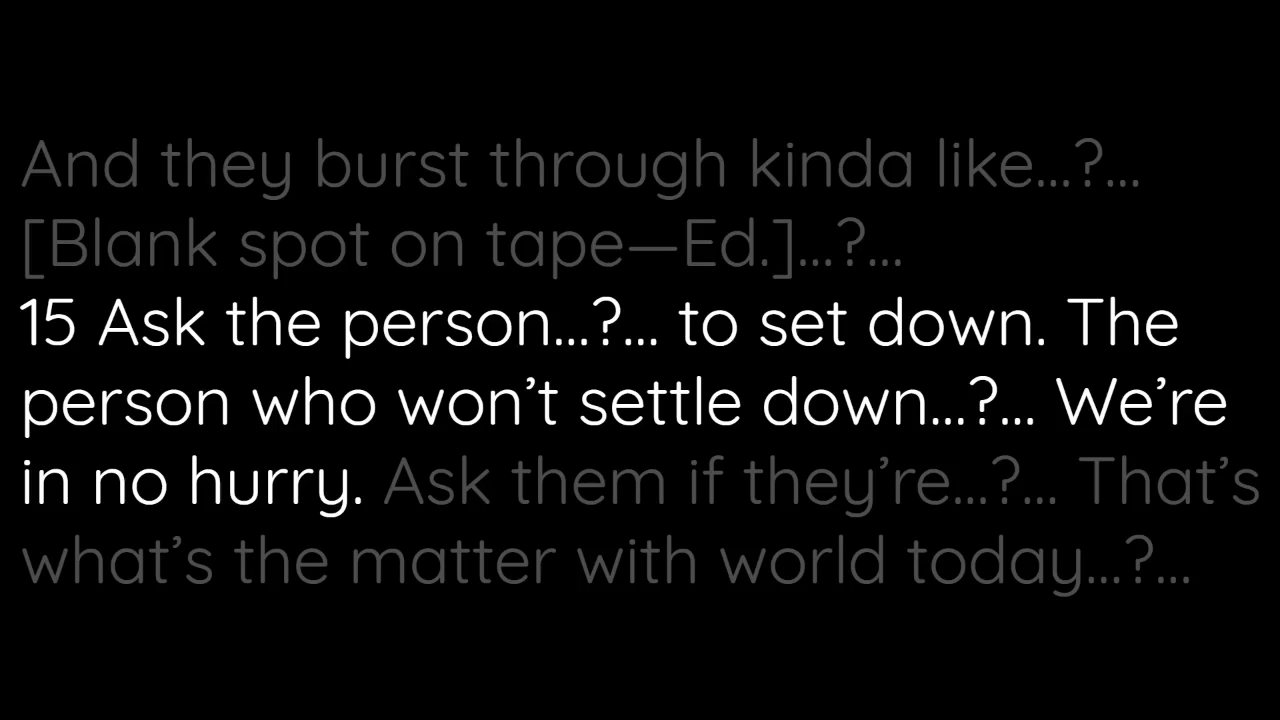 And they burst through kinda like...?...
[Blank spot on tape—Ed.]...?...
15 Ask the person...?... to set down. The
person who won’t settle down...?... We’re
in no hurry. Ask them if they’re...?... That’s
what’s the matter with world today...?...